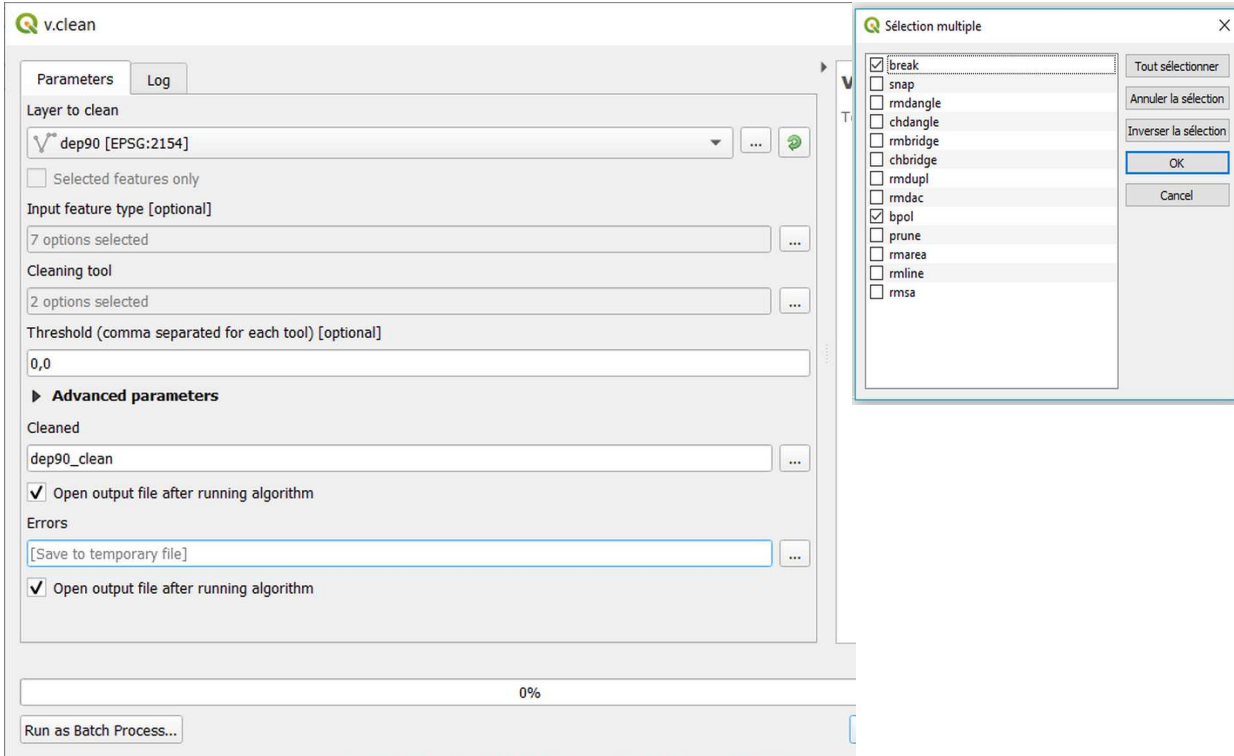 v.clean
Parameters
Log
Layer to clean
dep90 [EPSG:2154]
...
Selected features only
Input feature type [optional]
7 options selected
...
Cleaning tool
2 options selected
...
Threshold (comma separated for each tool) [optional]
0,0
Advanced parameters
Cleaned
dep90_clean
...
Open output file after running algorithm
Errors
[Save to temporary file]
...
Open output file after running algorithm
0%
Run as Batch Process...
Sélection multiple
break
snap
rmdangle
chdangle
rmbridge
chbridge
rmdupl
rmdac
bpol
prune
rmarea
rmline
rmsa
Tout sélectionner
Annuler la sélection
Inverser la sélection
OK
Cancel